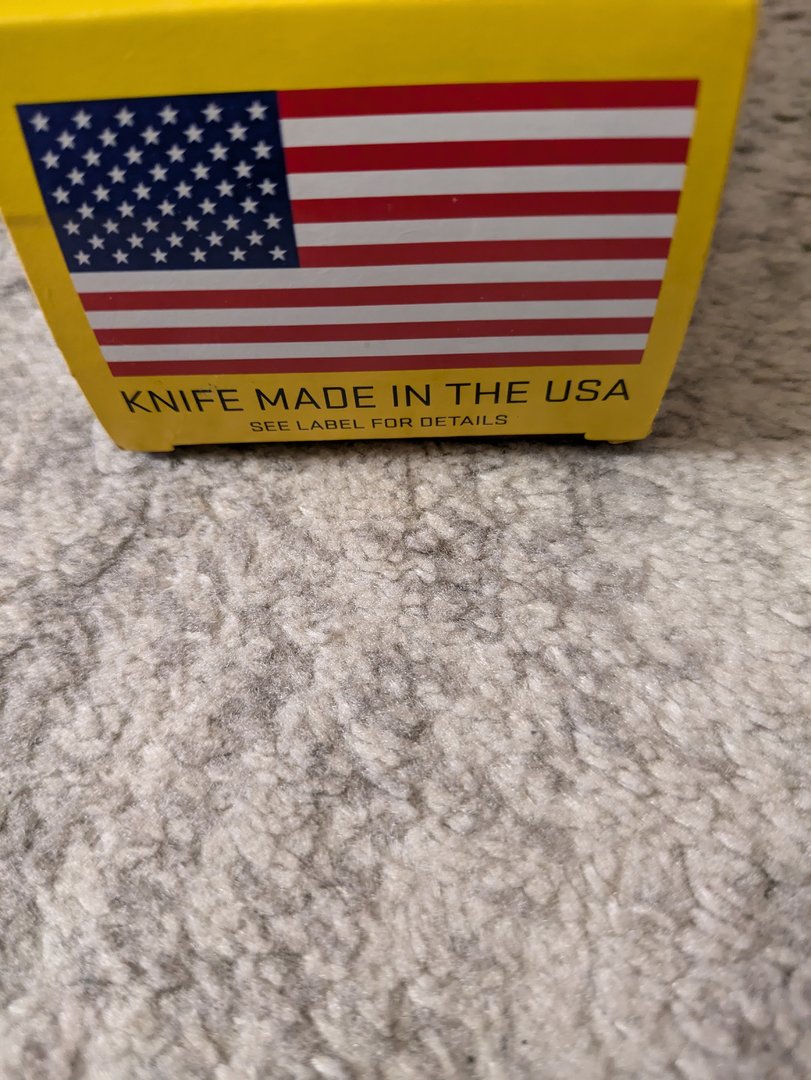 KNIFE MADE IN THE USA
SEE LABEL FOR DETAILS